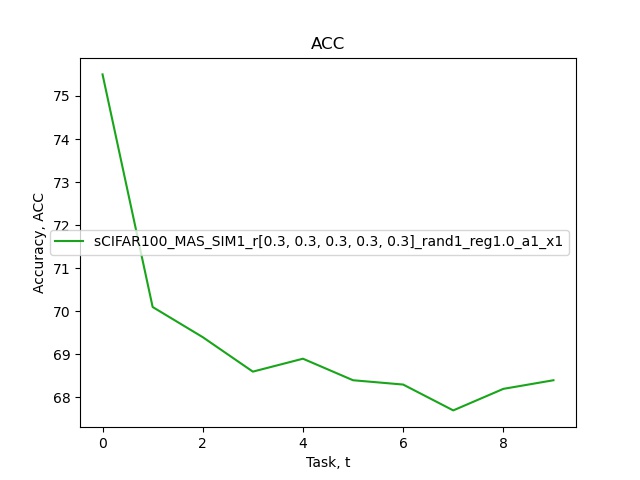 ACC
75
74
73
72
71
70
69
68
Accuracy, ACC
sCIFAR100_MAS_SIM1_r[0.3, 0.3, 0.3, 0.3, 0.3]_rand1_reg1.0_a1_x1
0 2 4 6 8
Task, t